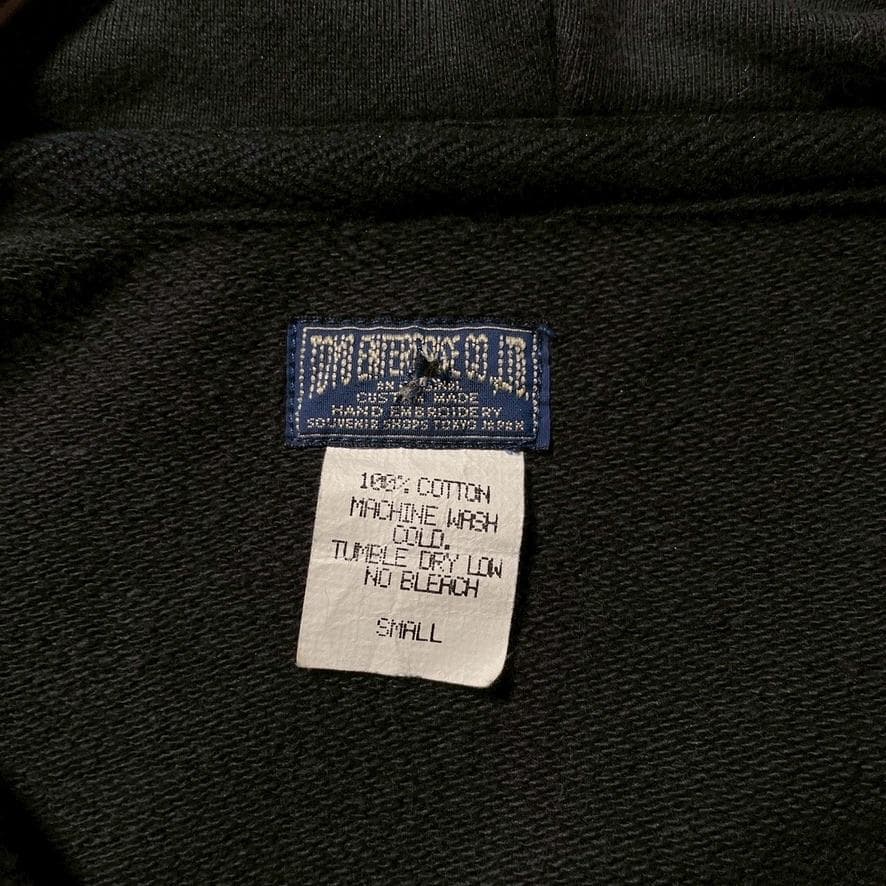 TOYO ENTERPRISE CO., LTD.
AN
CUSTOM MADE
HAND EMBROIDERY
SOUVENIR SHOPS TOKYO JAPAN
100% COTTON
MACHINE WASH
COLD.
TUMBLE DRY LOW
NO BLEACH
SMALL